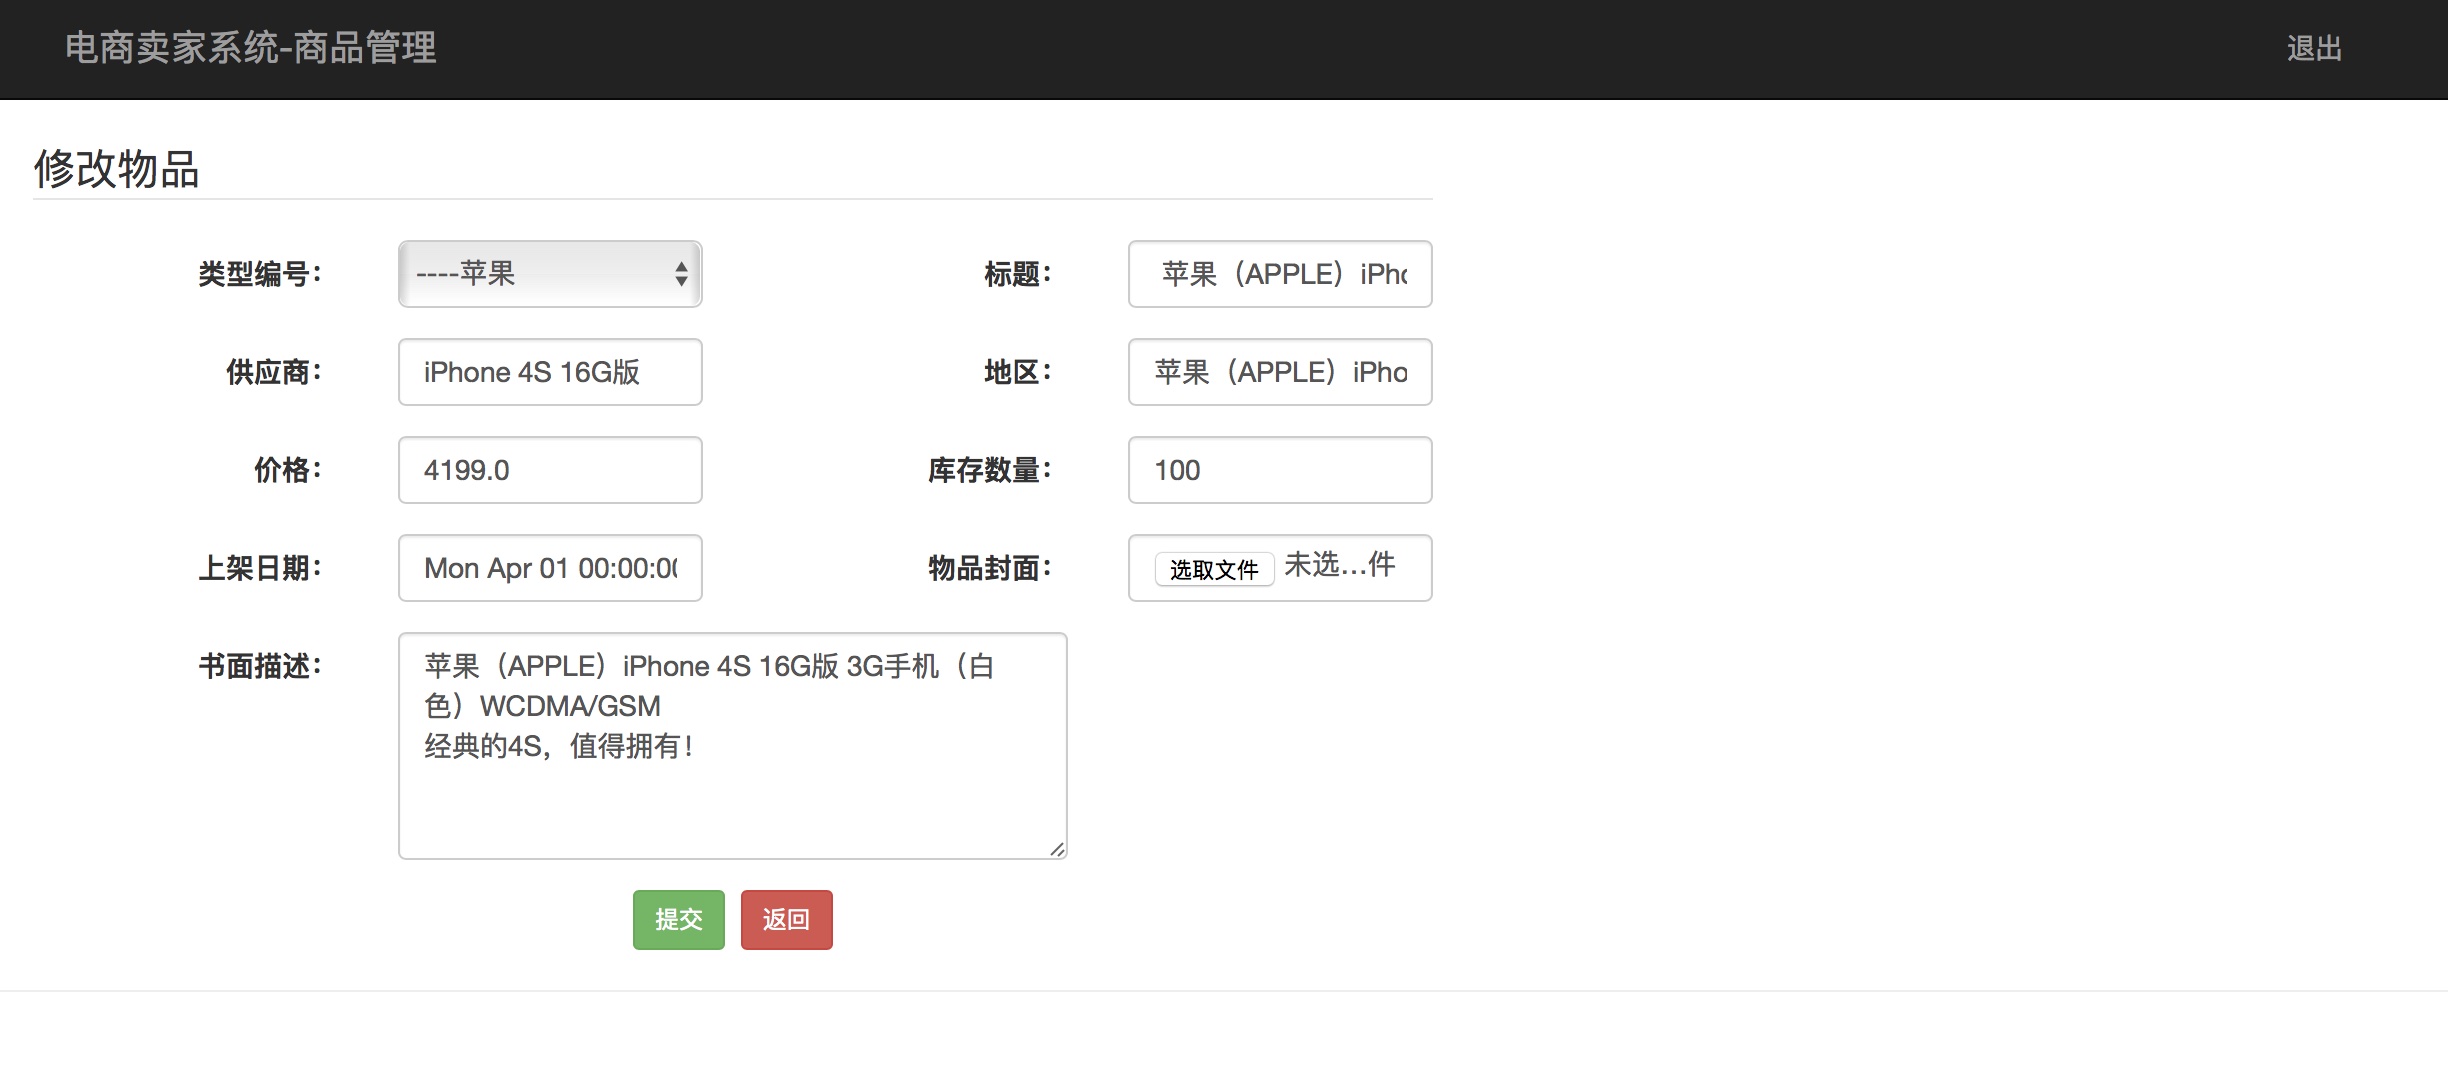 电商卖家系统-商品管理
退出
修改物品
类型编号：
----苹果
标题：
苹果（APPLE）iPho
供应商：
iPhone 4S 16G版
地区：
苹果（APPLE）iPho
价格：
4199.0
库存数量：
100
上架日期：
Mon Apr 01 00:00:00
物品封面：
选取文件 未选...件
书面描述：
苹果（APPLE）iPhone 4S 16G版 3G手机（白
色）WCDMA/GSM
经典的4S，值得拥有！
提交
返回